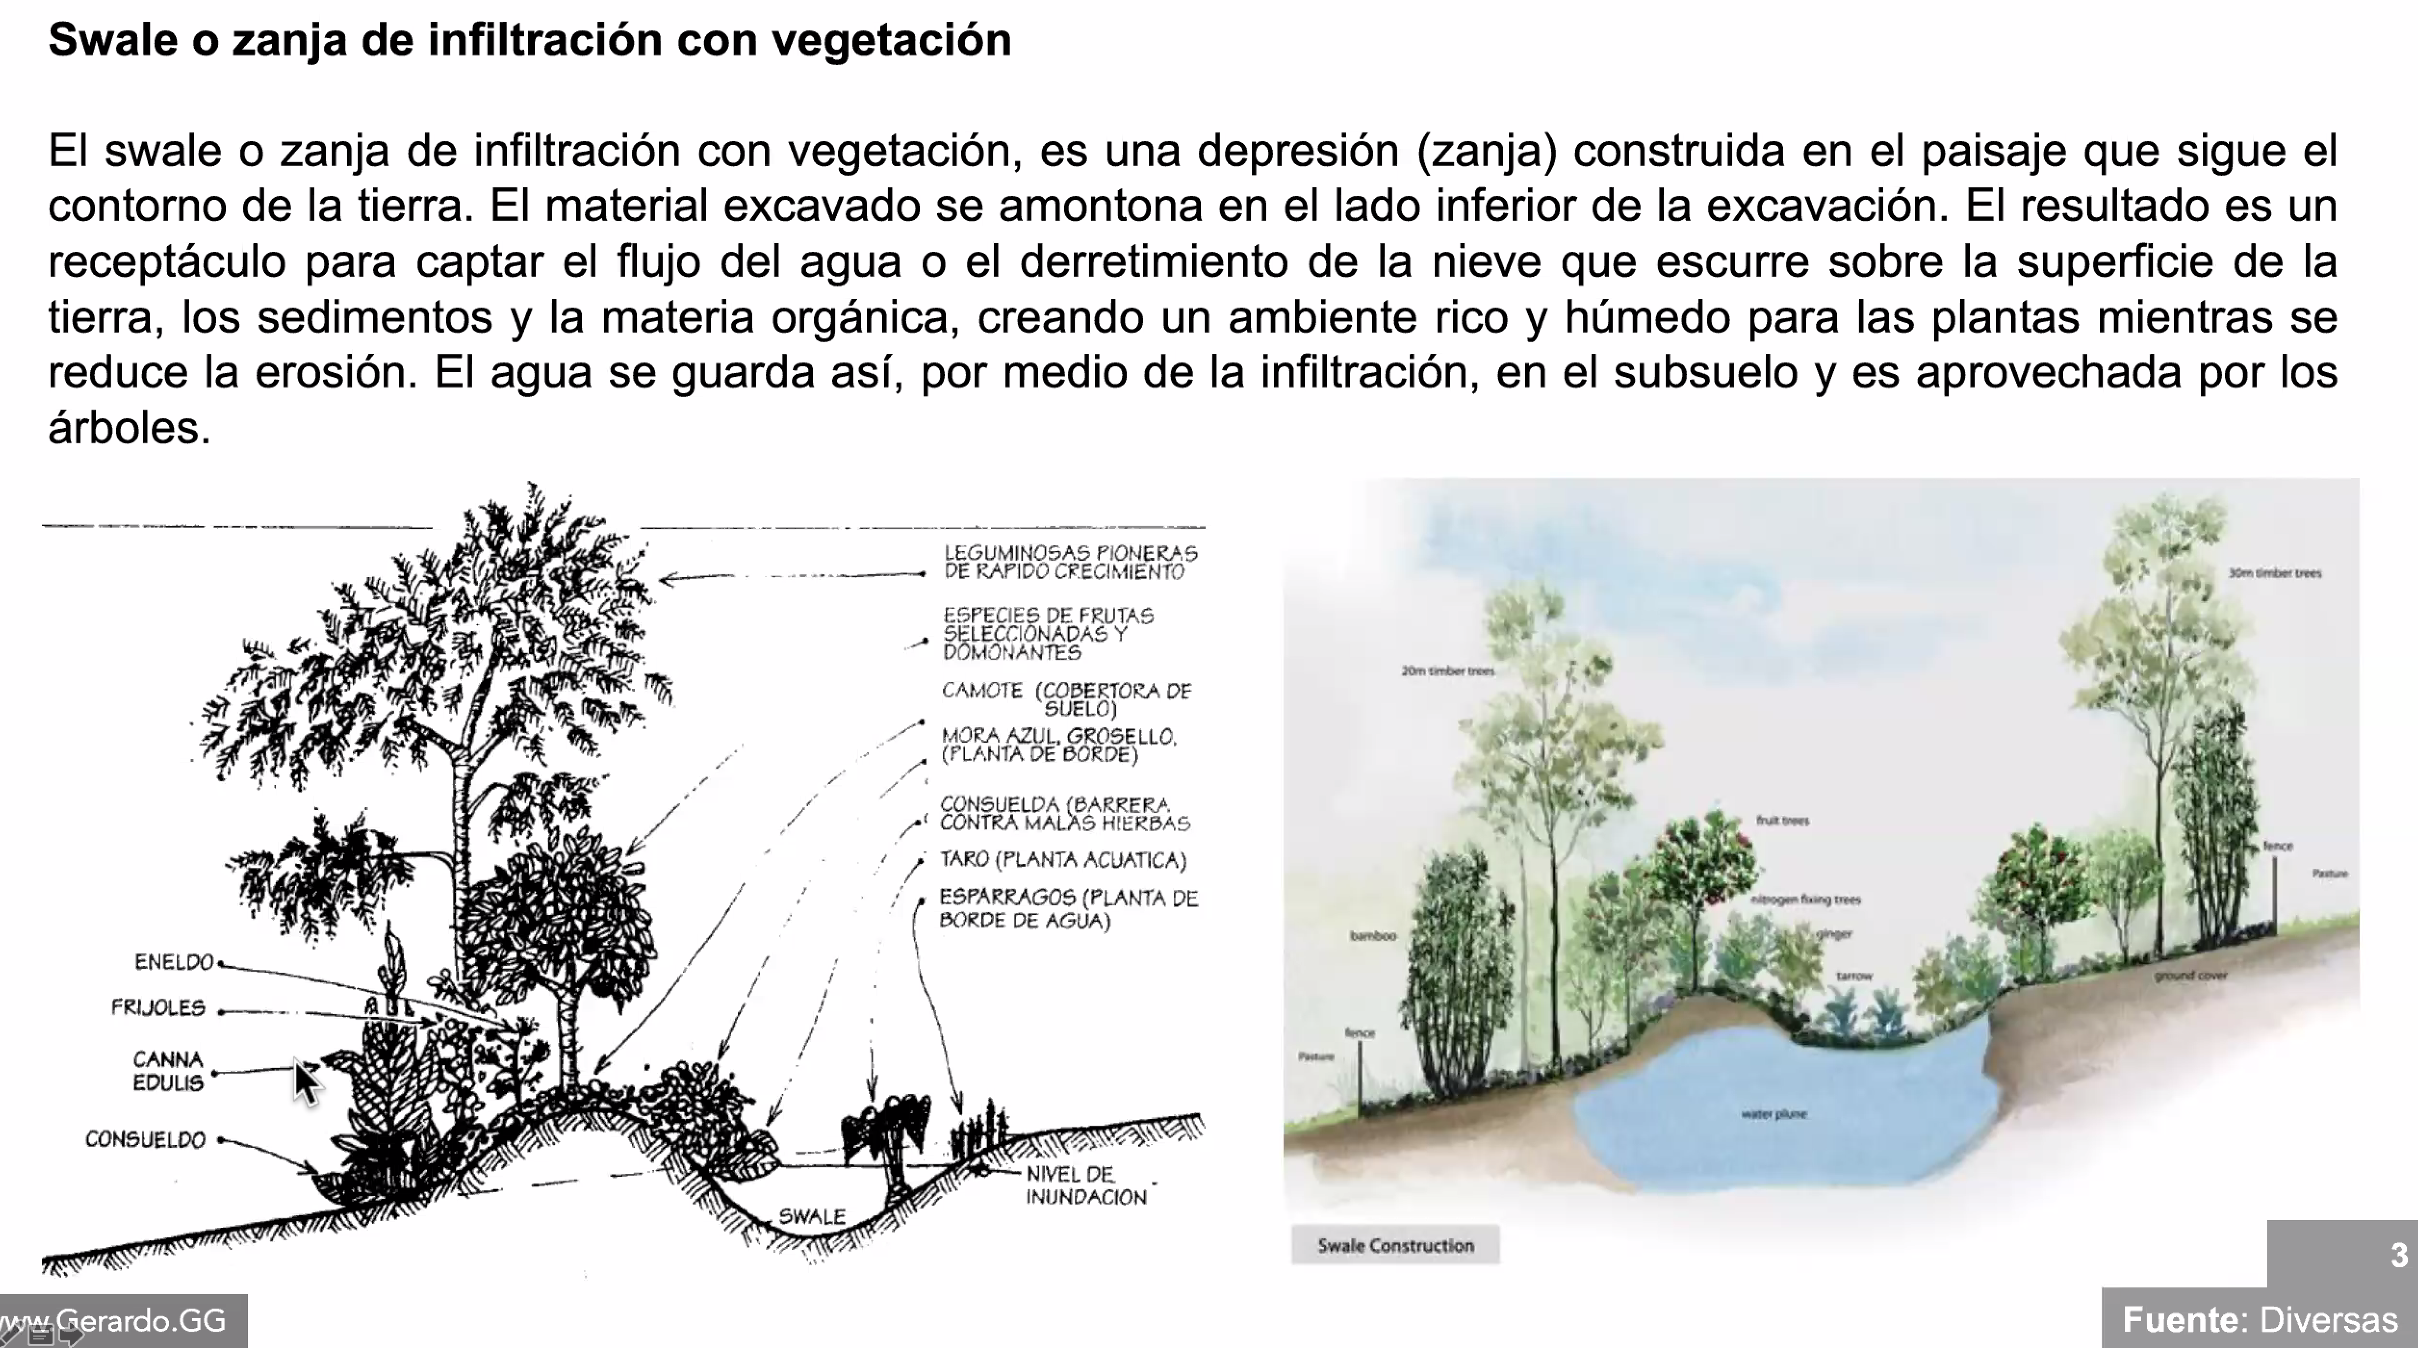 Swale o zanja de infiltración con vegetación
El swale o zanja de infiltración con vegetación, es una depresión (zanja) construida en el paisaje que sigue el
contorno de la tierra. El material excavado se amontona en el lado inferior de la excavación. El resultado es un
receptáculo para captar el flujo del agua o el derretimiento de la nieve que escurre sobre la superficie de la
tierra, los sedimentos y la materia orgánica, creando un ambiente rico y húmedo para las plantas mientras se
reduce la erosión. El agua se guarda así, por medio de la infiltración, en el subsuelo y es aprovechada por los
árboles.
LEGUMINOSAS PIONERAS
DE RAPIDO CRECIMIENTO
ESPECIES DE FRUTAS
SELECCIONADAS Y
DOMONANTES
CAMOTE (COBERTORA DE
SUELO)
MORA AZUL, GROSELLO,
(PLANTA DE BORDE)
CONSUELDA (BARRERA
CONTRA MALAS HIERBAS
TARO (PLANTA ACUATICA)
ESPARRAGOS (PLANTA DE
BORDE DE AGUA)
ENELDO
FRIJOLES
CANNA
EDULIS
CONSUELDO
NIVEL DE
INUNDACION
SWALE
30m timber trees
20m timber trees
fruit trees
fence
Pasture
nitrogen fixing trees
bamboo
ginger
tarrow
ground cover
fence
Pasture
water plune
Swale Construction
3
www.Gerardo.GG
Fuente: Diversas